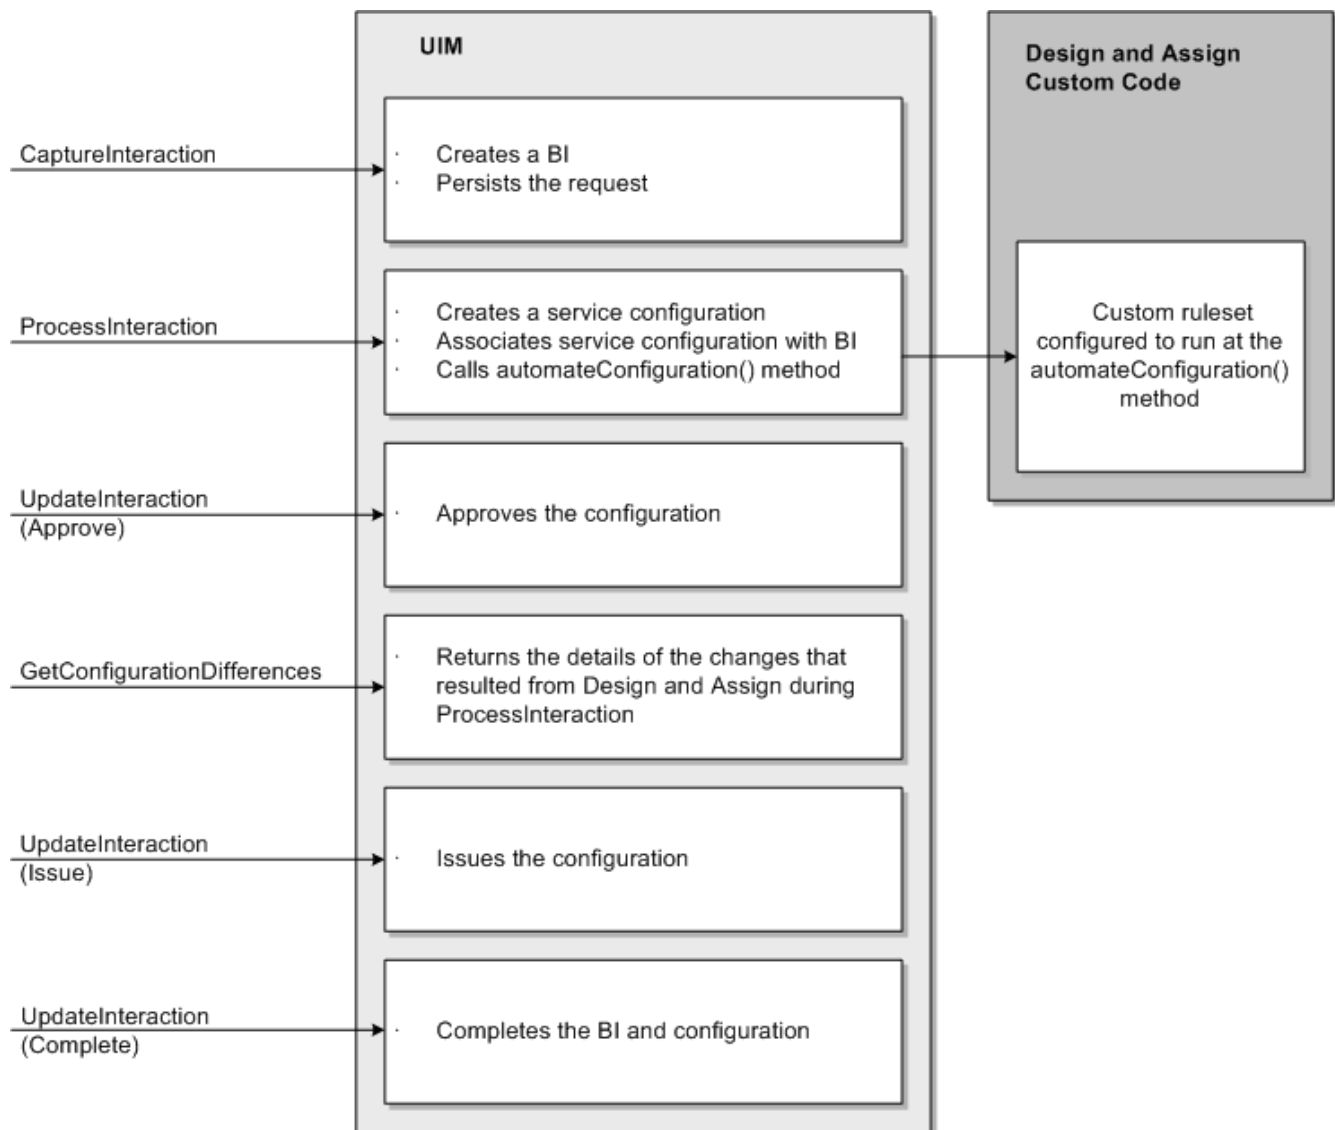 UIM
Design and Assign
Custom Code
CaptureInteraction
· Creates a BI
· Persists the request
ProcessInteraction
· Creates a service configuration
· Associates service configuration with BI
· Calls automateConfiguration() method
Custom ruleset
configured to run at the
automateConfiguration()
method
UpdateInteraction
(Approve)
· Approves the configuration
GetConfigurationDifferences
· Returns the details of the changes that
resulted from Design and Assign during
ProcessInteraction
UpdateInteraction
(Issue)
· Issues the configuration
UpdateInteraction
(Complete)
· Completes the BI and configuration